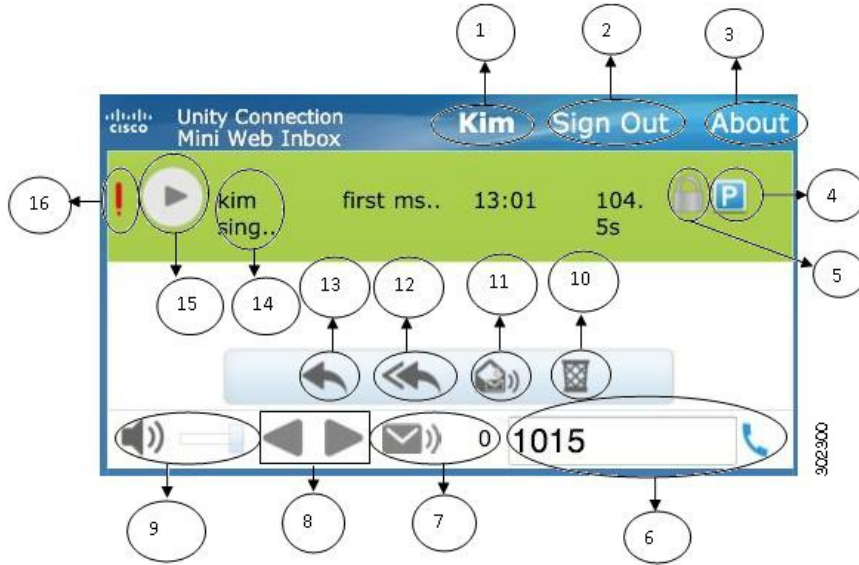 1
2
3
CISCO
Unity Connection
Mini Web Inbox
Kim
Sign Out
About
16
kim
sing..
first ms..
13:01
104.
5s
P
4
5
15
14
13
12
11
10
0
1015
302300
9
8
7
6